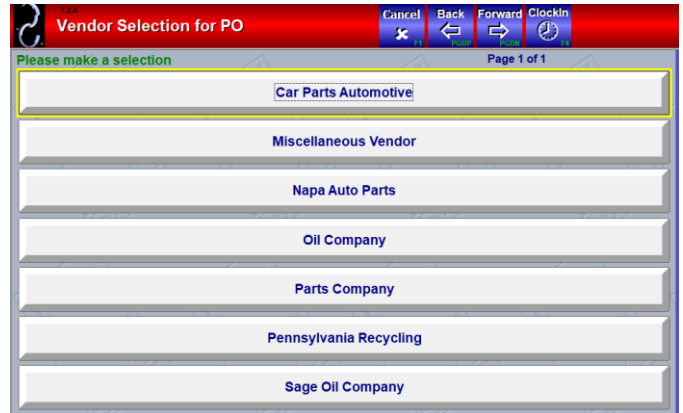 7.2.4
Vendor Selection for PO
Cancel
F1
Back
PGUP
Forward
PGDN
ClockIn
F4
Please make a selection
Page 1 of 1
Car Parts Automotive
Miscellaneous Vendor
Napa Auto Parts
Oil Company
Parts Company
Pennsylvania Recycling
Sage Oil Company